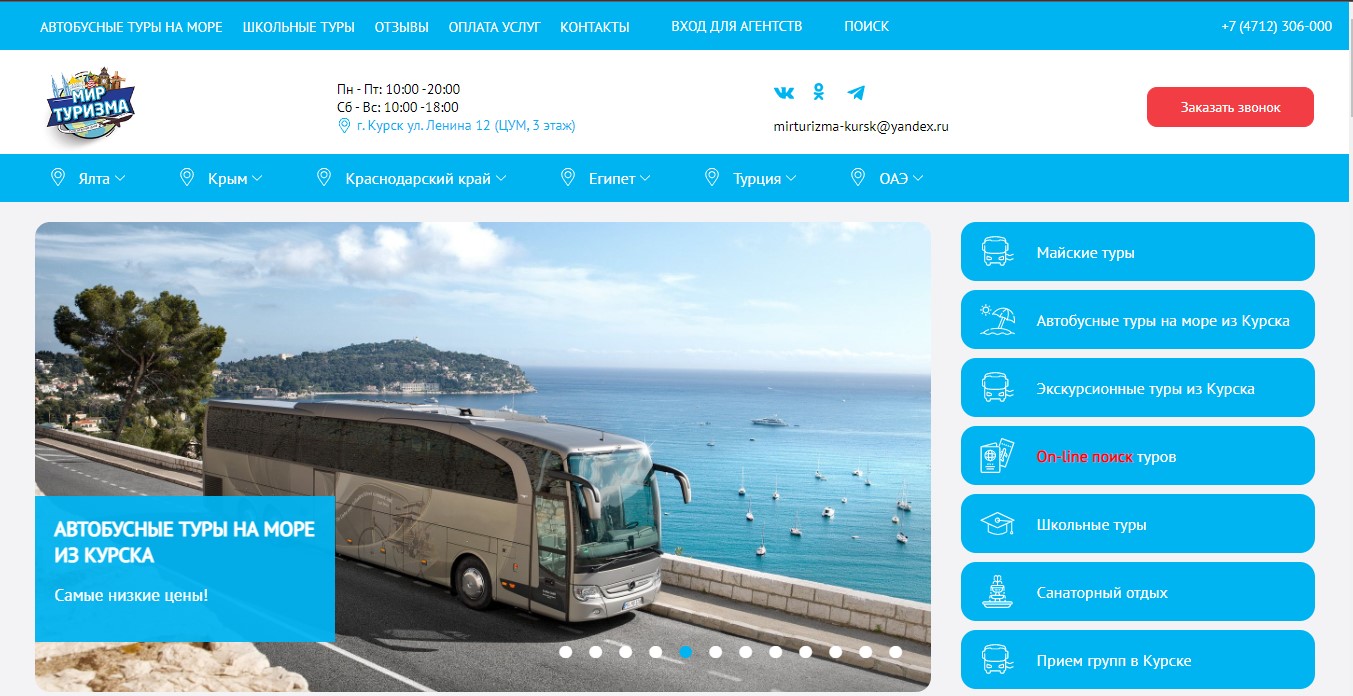 АВТОБУСНЫЕ ТУРЫ НА МОРЕ ШКОЛЬНЫЕ ТУРЫ ОТЗЫВЫ ОПЛАТА УСЛУГ КОНТАКТЫ ВХОД ДЛЯ АГЕНТСТВ ПОИСК +7 (4712) 306-000
МИР
ТУРИЗМА
Пн - Пт: 10:00 -20:00
Сб - Вс: 10:00 -18:00
г. Курск ул. Ленина 12 (ЦУМ, 3 этаж)
mirturizma-kursk@yandex.ru
Заказать звонок
Ялта Крым Краснодарский край Египет Турция ОАЭ
АВТОБУСНЫЕ ТУРЫ НА МОРЕ
ИЗ КУРСКА
Самые низкие цены!
Майские туры
Автобусные туры на море из Курска
Экскурсионные туры из Курска
On-line поиск туров
Школьные туры
Санаторный отдых
Прием групп в Курске